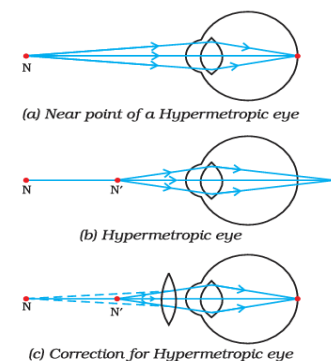 N
(a) Near point of a Hypermetropic eye
N
N′
(b) Hypermetropic eye
N
N′
(c) Correction for Hypermetropic eye